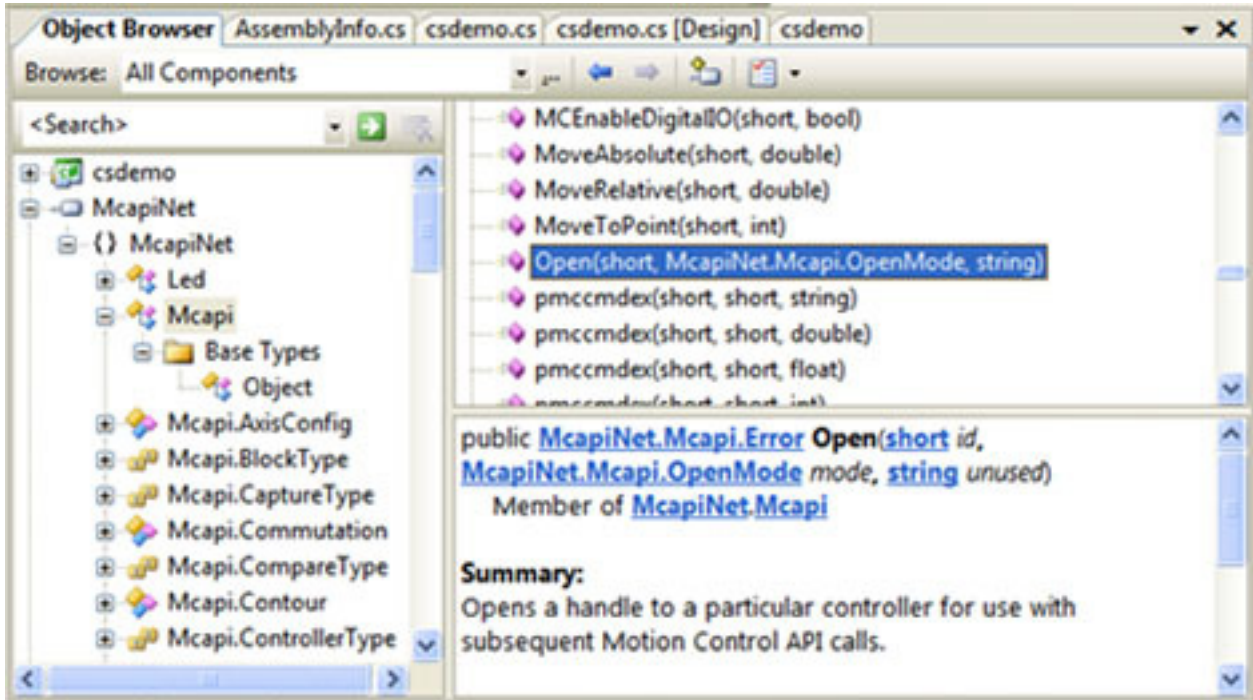 Object Browser AssemblyInfo.cs csdemo.cs csdemo.cs [Design] csdemo
Browse: All Components
<Search>
csdemo
McapiNet
{} McapiNet
Led
Mcapi
Base Types
Object
Mcapi.AxisConfig
Mcapi.BlockType
Mcapi.CaptureType
Mcapi.Commutation
Mcapi.CompareType
Mcapi.Contour
Mcapi.ControllerType
MCEnableDigitalIO(short, bool)
MoveAbsolute(short, double)
MoveRelative(short, double)
MoveToPoint(short, int)
Open(short, McapiNet.Mcapi.OpenMode, string)
pmccmdex(short, short, string)
pmccmdex(short, short, double)
pmccmdex(short, short, float)
pmccmdex(short, short, int)
public McapiNet.Mcapi.Error Open(short id,
McapiNet.Mcapi.OpenMode mode, string unused)
Member of McapiNet.Mcapi
Summary:
Opens a handle to a particular controller for use with
subsequent Motion Control API calls.